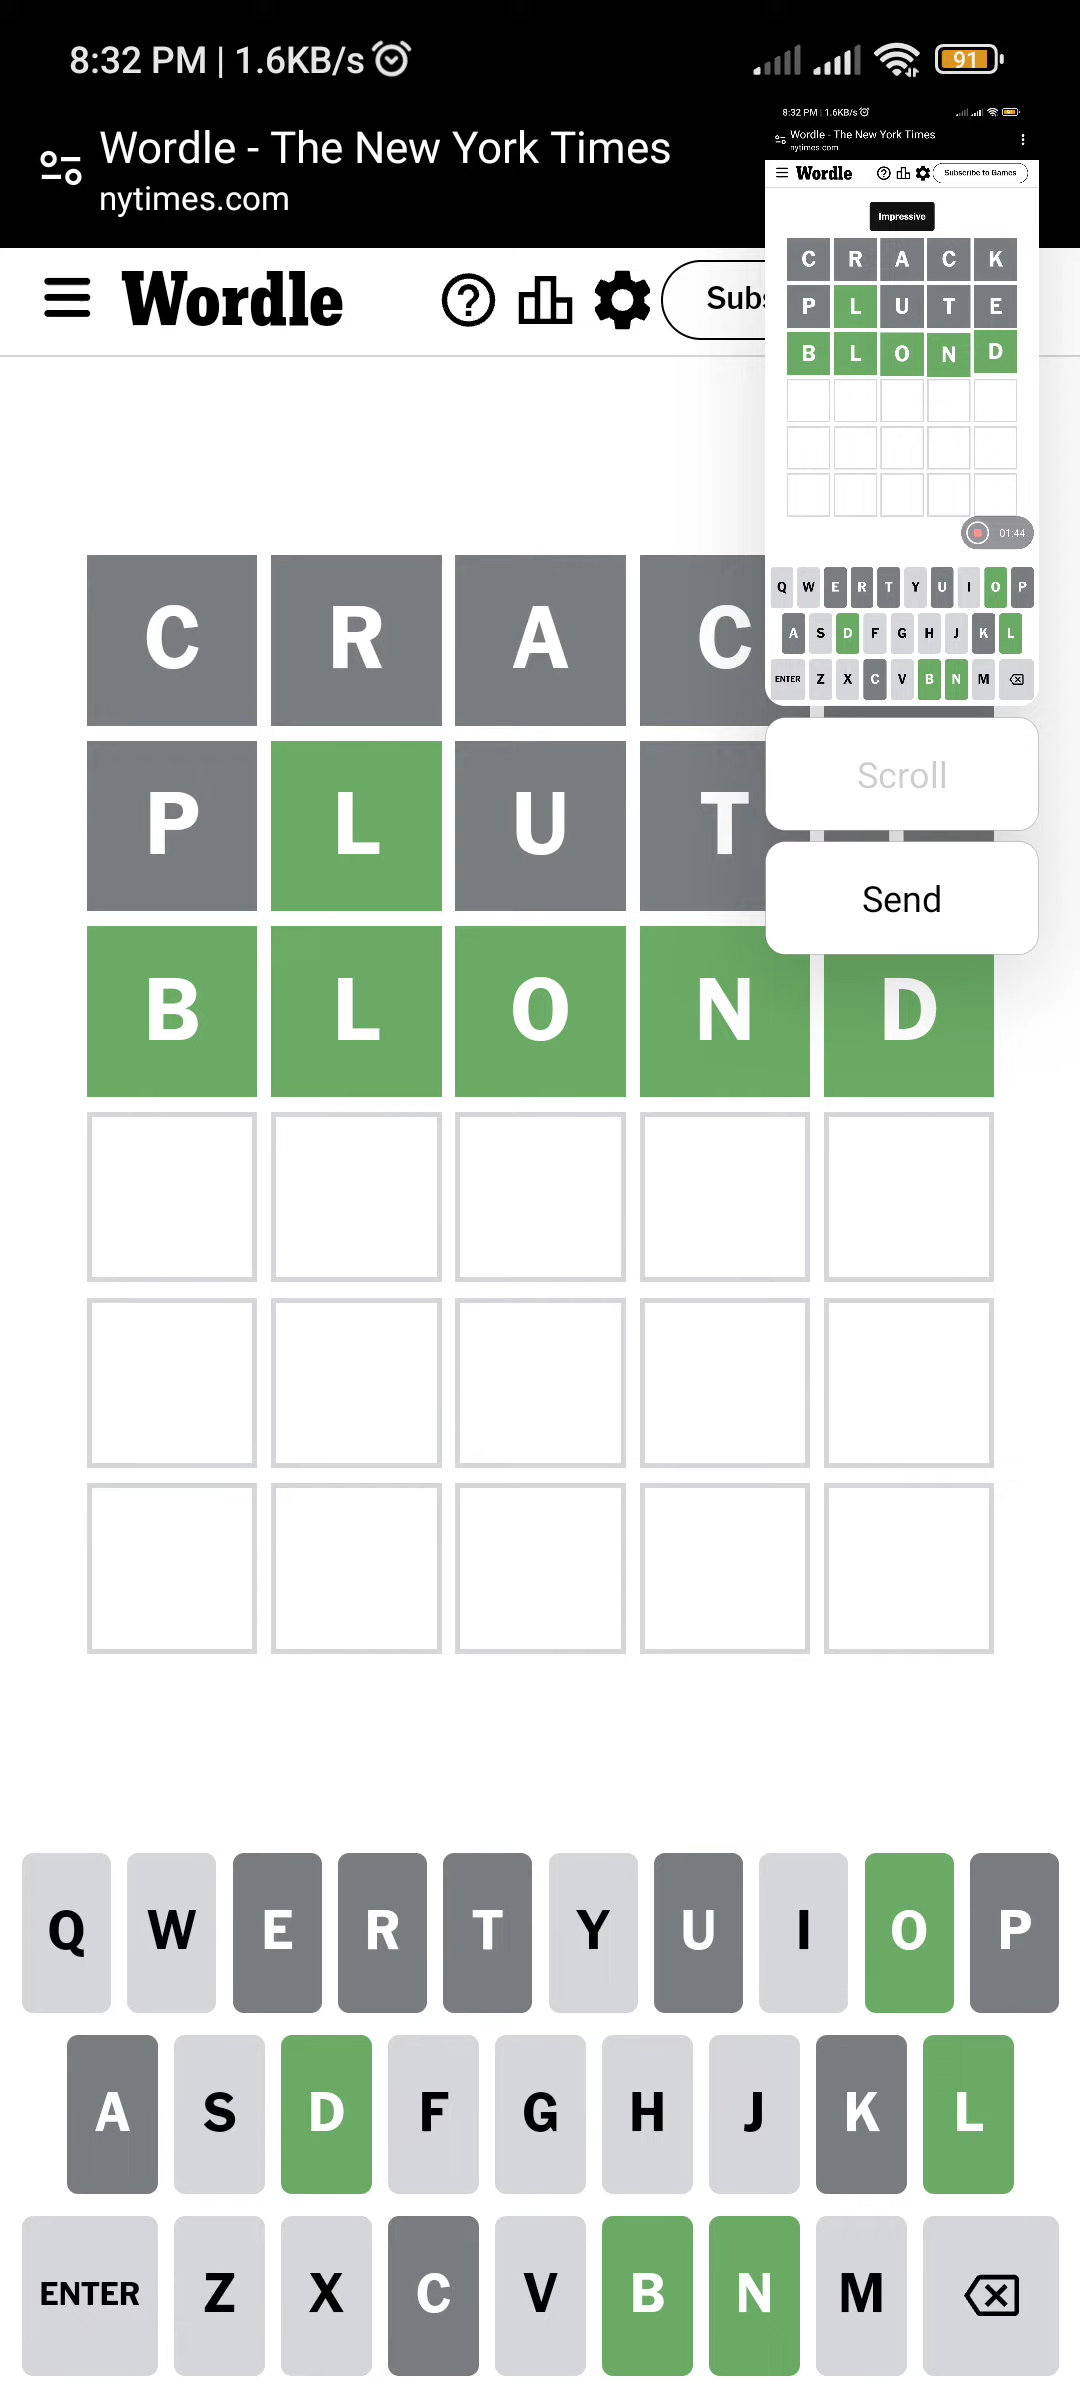 8:32 PM | 1.6KB/s
91
Wordle - The New York Times
nytimes.com
Wordle
Subs
C R A C
P L U T
B L O N D
Q W E R T Y U I O P
A S D F G H J K L
ENTER Z X C V B N M
8:32 PM | 1.6KB/s
Wordle - The New York Times
nytimes.com
Wordle
Subscribe to Games
Impressive
C R A C K
P L U T E
B L O N D
01:44
Q W E R T Y U I O P
A S D F G H J K L
ENTER Z X C V B N M
Scroll
Send